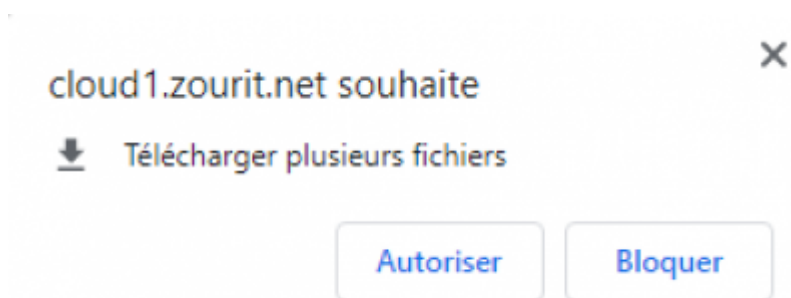 cloud1.zourit.net souhaite
Télécharger plusieurs fichiers
Autoriser Bloquer